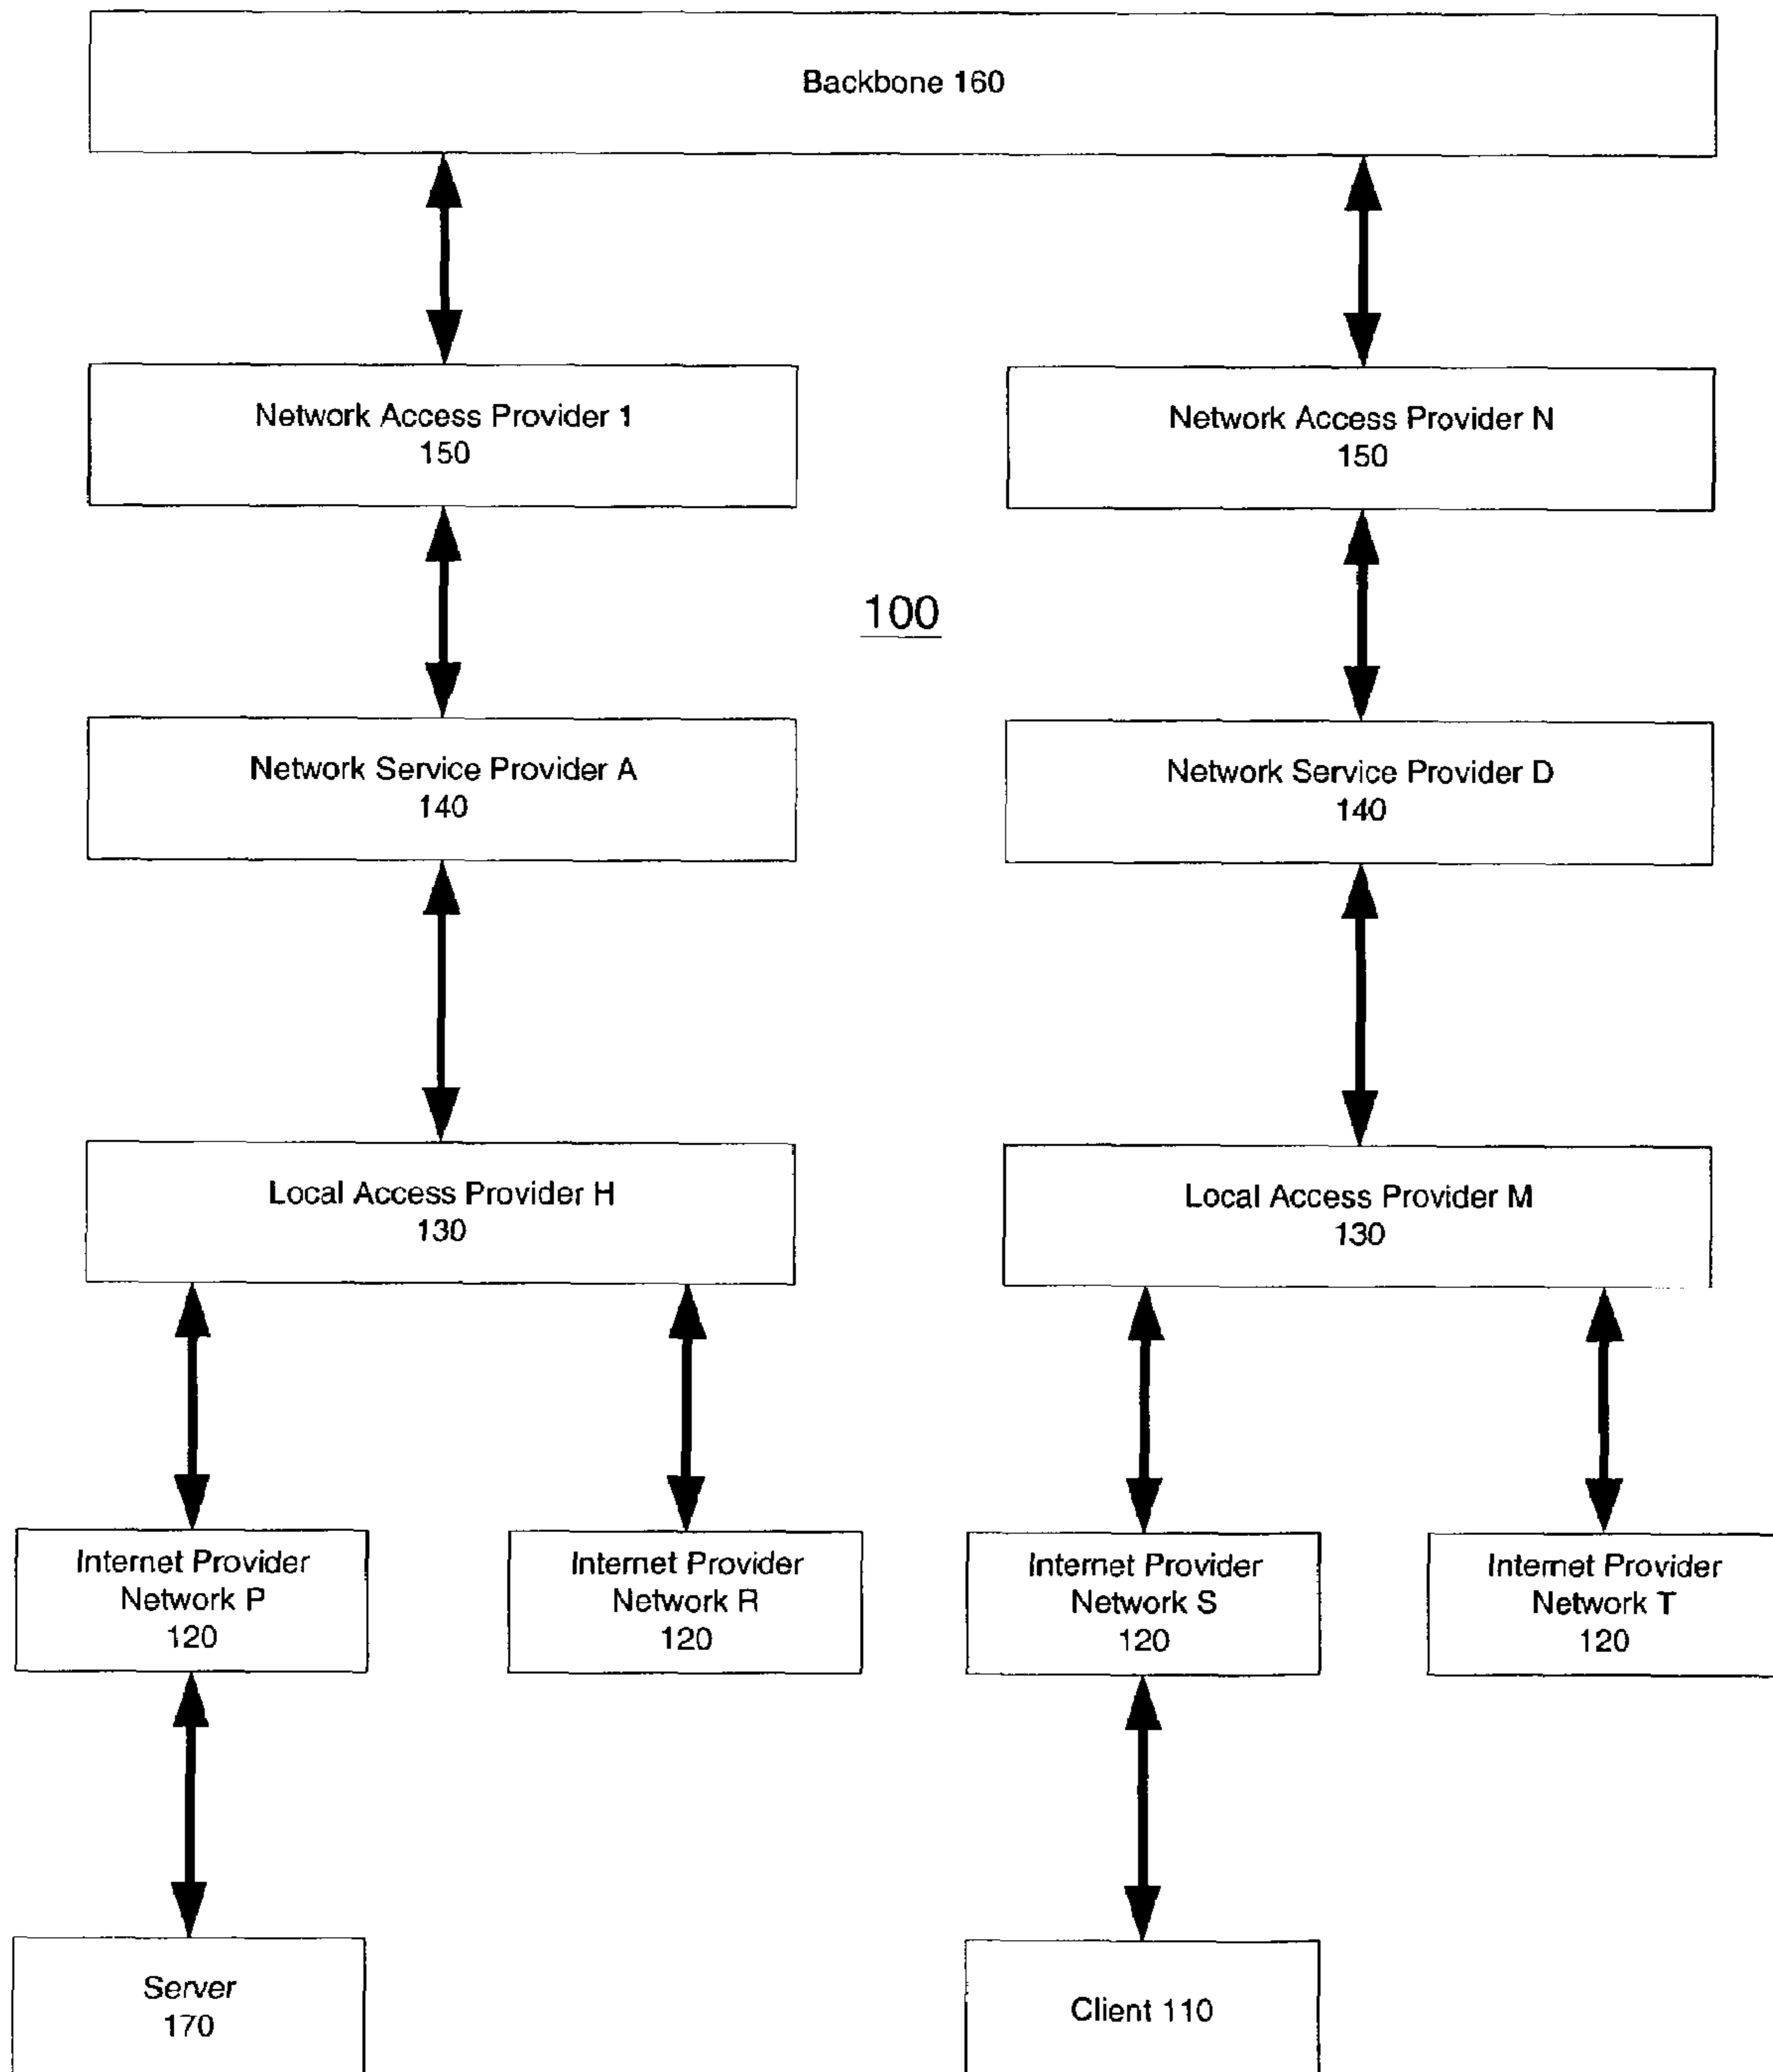 Backbone 160
Network Access Provider 1
150
Network Access Provider N
150
100
Network Service Provider A
140
Network Service Provider D
140
Local Access Provider H
130
Local Access Provider M
130
Internet Provider
Network P
120
Internet Provider
Network R
120
Internet Provider
Network S
120
Internet Provider
Network T
120
Server
170
Client 110